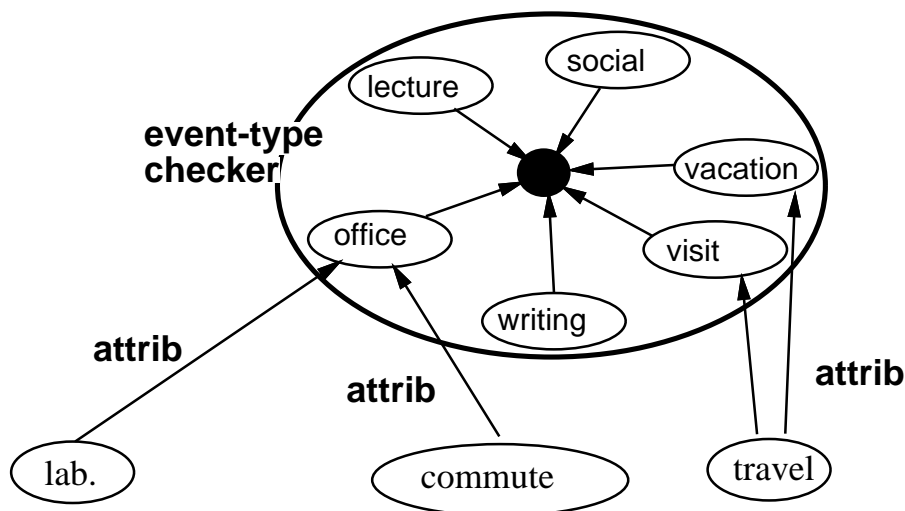 social
lecture
event-type
checker
vacation
office
visit
writing
attrib
attrib
attrib
lab.
commute
travel